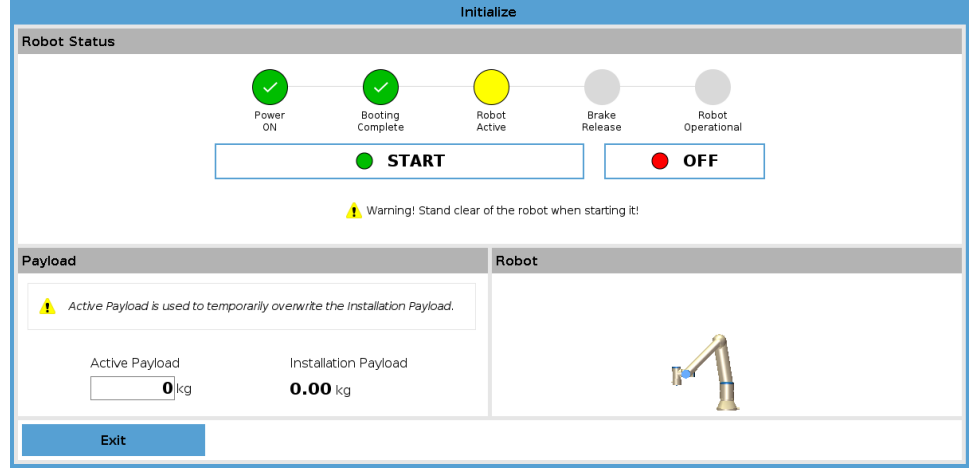 Initialize
Robot Status
Power
ON
Booting
Complete
Robot
Active
Brake
Release
Robot
Operational
START
OFF
Warning! Stand clear of the robot when starting it!
Payload
Active Payload is used to temporarily overwrite the Installation Payload.
Active Payload
0 kg
Installation Payload
0.00 kg
Robot
Exit